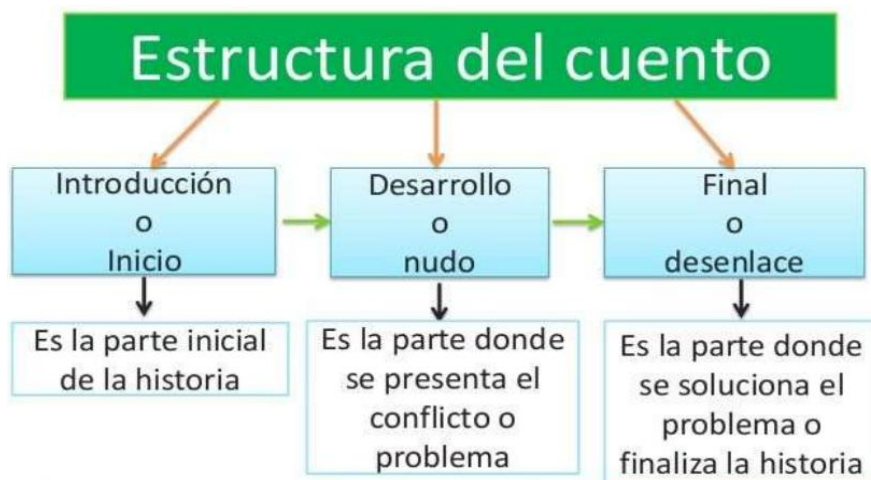 Estructura del cuento
Introducción
o
Inicio
Desarrollo
o
nudo
Final
o
desenlace
Es la parte inicial
de la historia
Es la parte donde
se presenta el
conflicto o
problema
Es la parte donde
se soluciona el
problema o
finaliza la historia